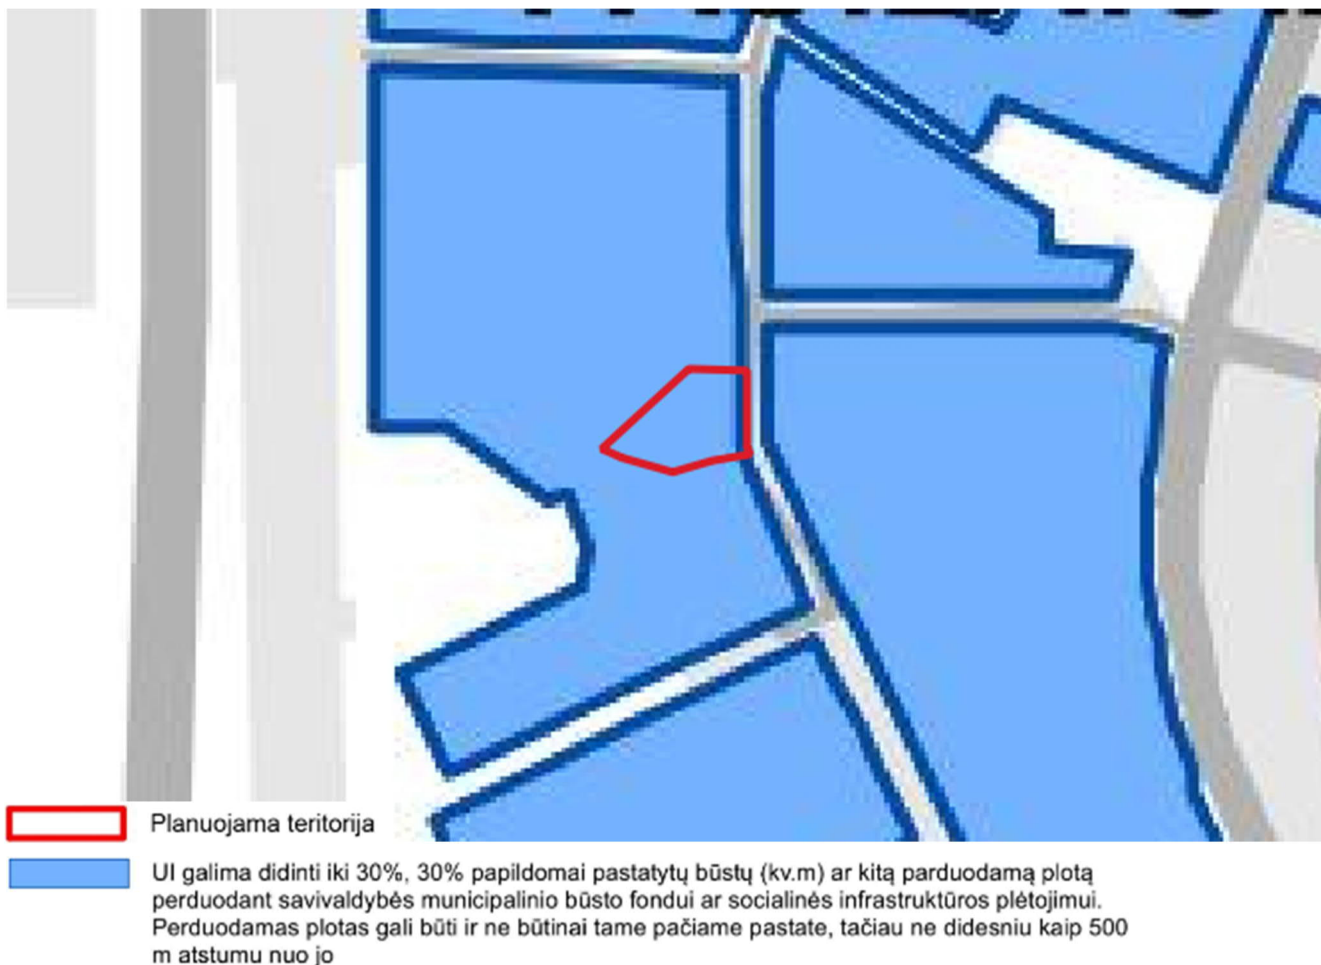 Planuojama teritorija
UI galima didinti iki 30%, 30% papildomai pastatytų būstų (kv.m) ar kitą parduodamą plotą
perduodant savivaldybės municipalinio būsto fondui ar socialinės infrastruktūros plėtojimui.
Perduodamas plotas gali būti ir ne būtinai tame pačiame pastate, tačiau ne didesniu kaip 500
m atstumu nuo jo